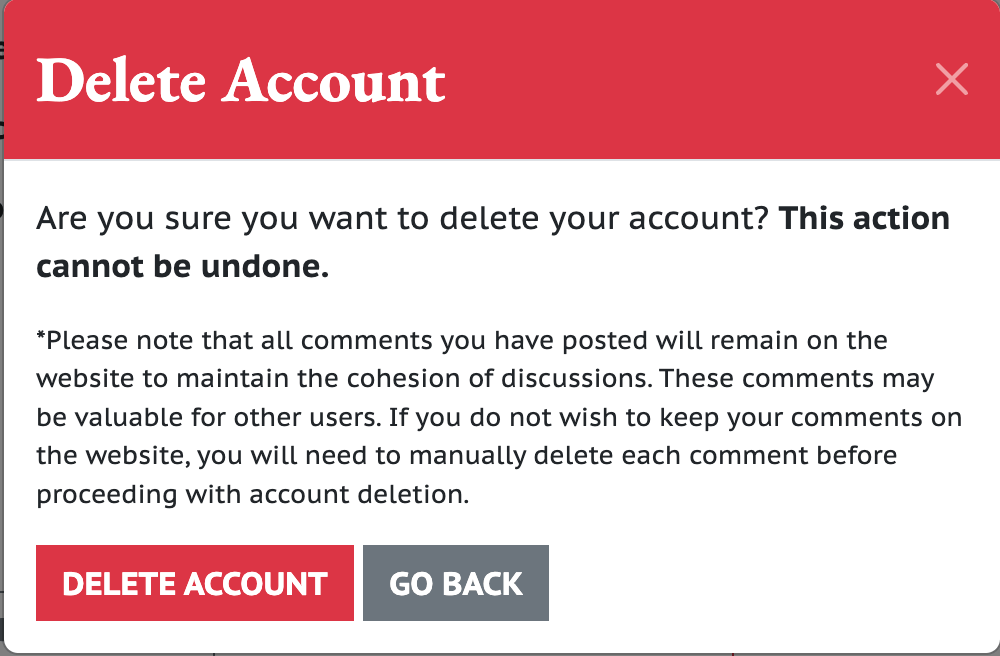 Delete Account
Are you sure you want to delete your account? This action
cannot be undone.
*Please note that all comments you have posted will remain on the
website to maintain the cohesion of discussions. These comments may
be valuable for other users. If you do not wish to keep your comments on
the website, you will need to manually delete each comment before
proceeding with account deletion.
DELETE ACCOUNT GO BACK